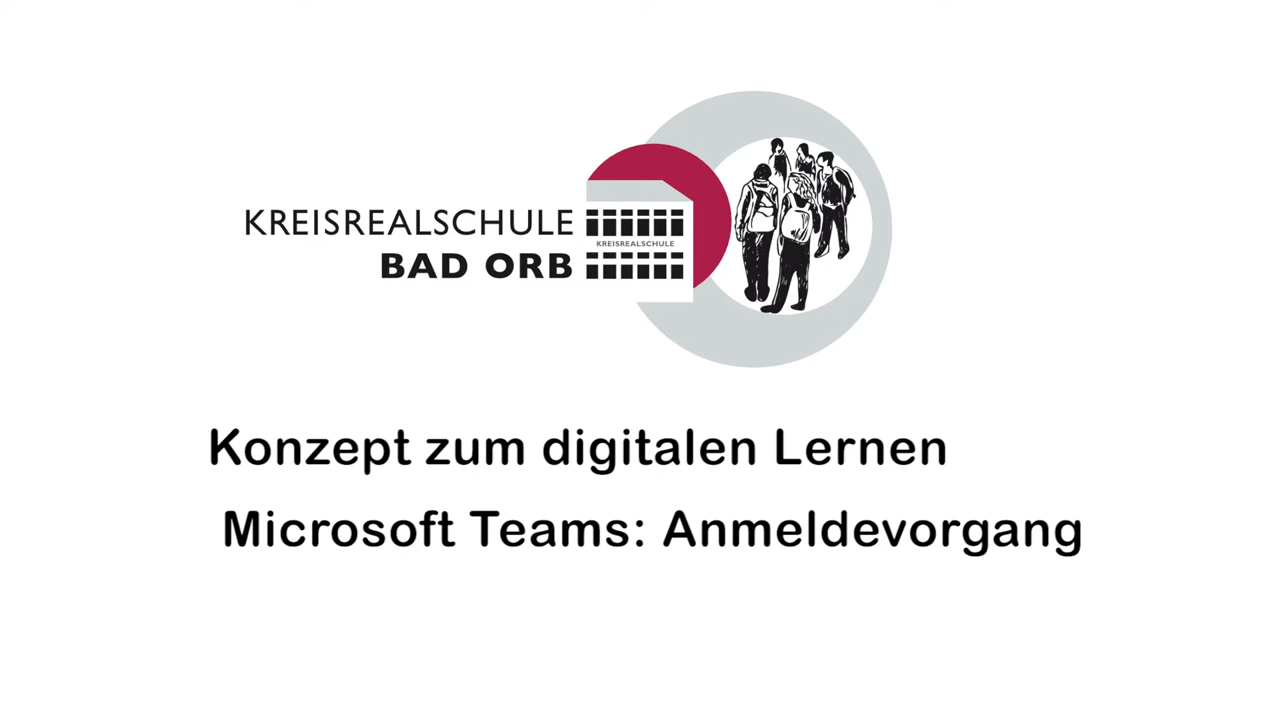 KREISREALSCHULE
BAD ORB
KREISREALSCHULE
Konzept zum digitalen Lernen
Microsoft Teams: Anmeldevorgang